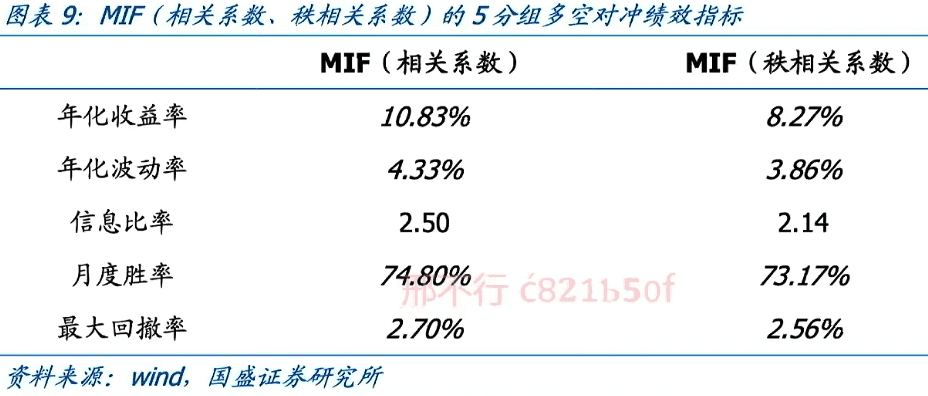 图表9：MIF（相关系数、秩相关系数）的5分组多空对冲绩效指标
MIF（相关系数） MIF（秩相关系数）
年化收益率 10.83% 8.27%
年化波动率 4.33% 3.86%
信息比率 2.50 2.14
月度胜率 74.80% 73.17%
邢不行 ċ821b50f
最大回撤率 2.70% 2.56%
资料来源：wind，国盛证券研究所